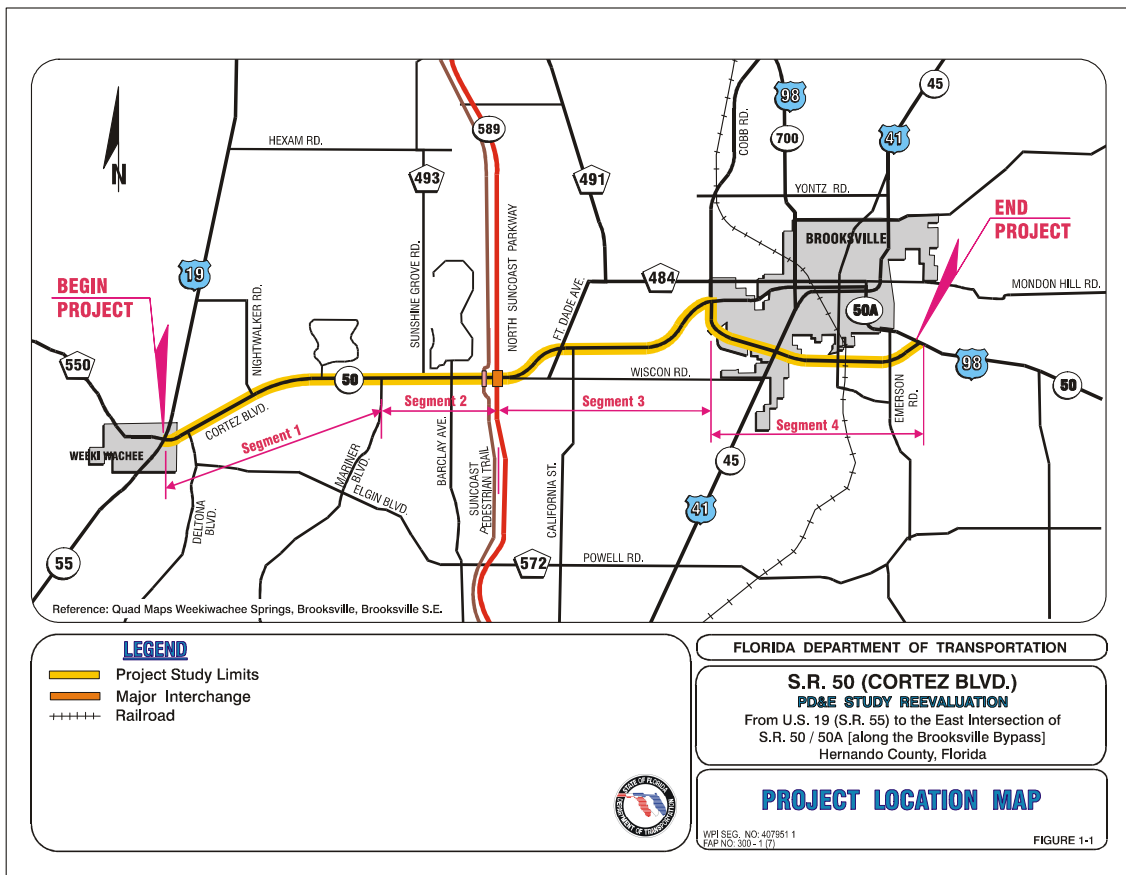 45
98
589
COBB RD.
700
41
HEXAM RD.
N
493
491
YONTZ RD.
END
PROJECT
BROOKSVILLE
NORTH SUNCOAST PARKWAY
SUNSHINE GROVE RD.
19
BEGIN
PROJECT
NIGHTWALKER RD.
484
FT. DADE AVE.
MONDON HILL RD.
50A
550
50
WISCON RD.
98
50
CORTEZ BLVD.
Segment 1
Segment 2
Segment 3
Segment 4
EMERSON
RD.
WEEKI WACHEE
MARINER
BLVD.
BARCLAY AVE.
SUNCOAST
PEDESTRIAN TRAIL
CALIFORNIA ST.
45
41
DELTONA
BLVD.
ELGIN BLVD.
55
572
POWELL RD.
Reference: Quad Maps Weekiwachee Springs, Brooksville, Brooksville S.E.
LEGEND
Project Study Limits
Major Interchange
Railroad
STATE OF FLORIDA
DEPARTMENT OF TRANSPORTATION
FLORIDA DEPARTMENT OF TRANSPORTATION
S.R. 50 (CORTEZ BLVD.)
PD&E STUDY REEVALUATION
From U.S. 19 (S.R. 55) to the East Intersection of
S.R. 50 / 50A [along the Brooksville Bypass]
Hernando County, Florida
PROJECT LOCATION MAP
WPI SEG. NO: 407951 1
FAP NO: 300 - 1 (7)
FIGURE 1-1